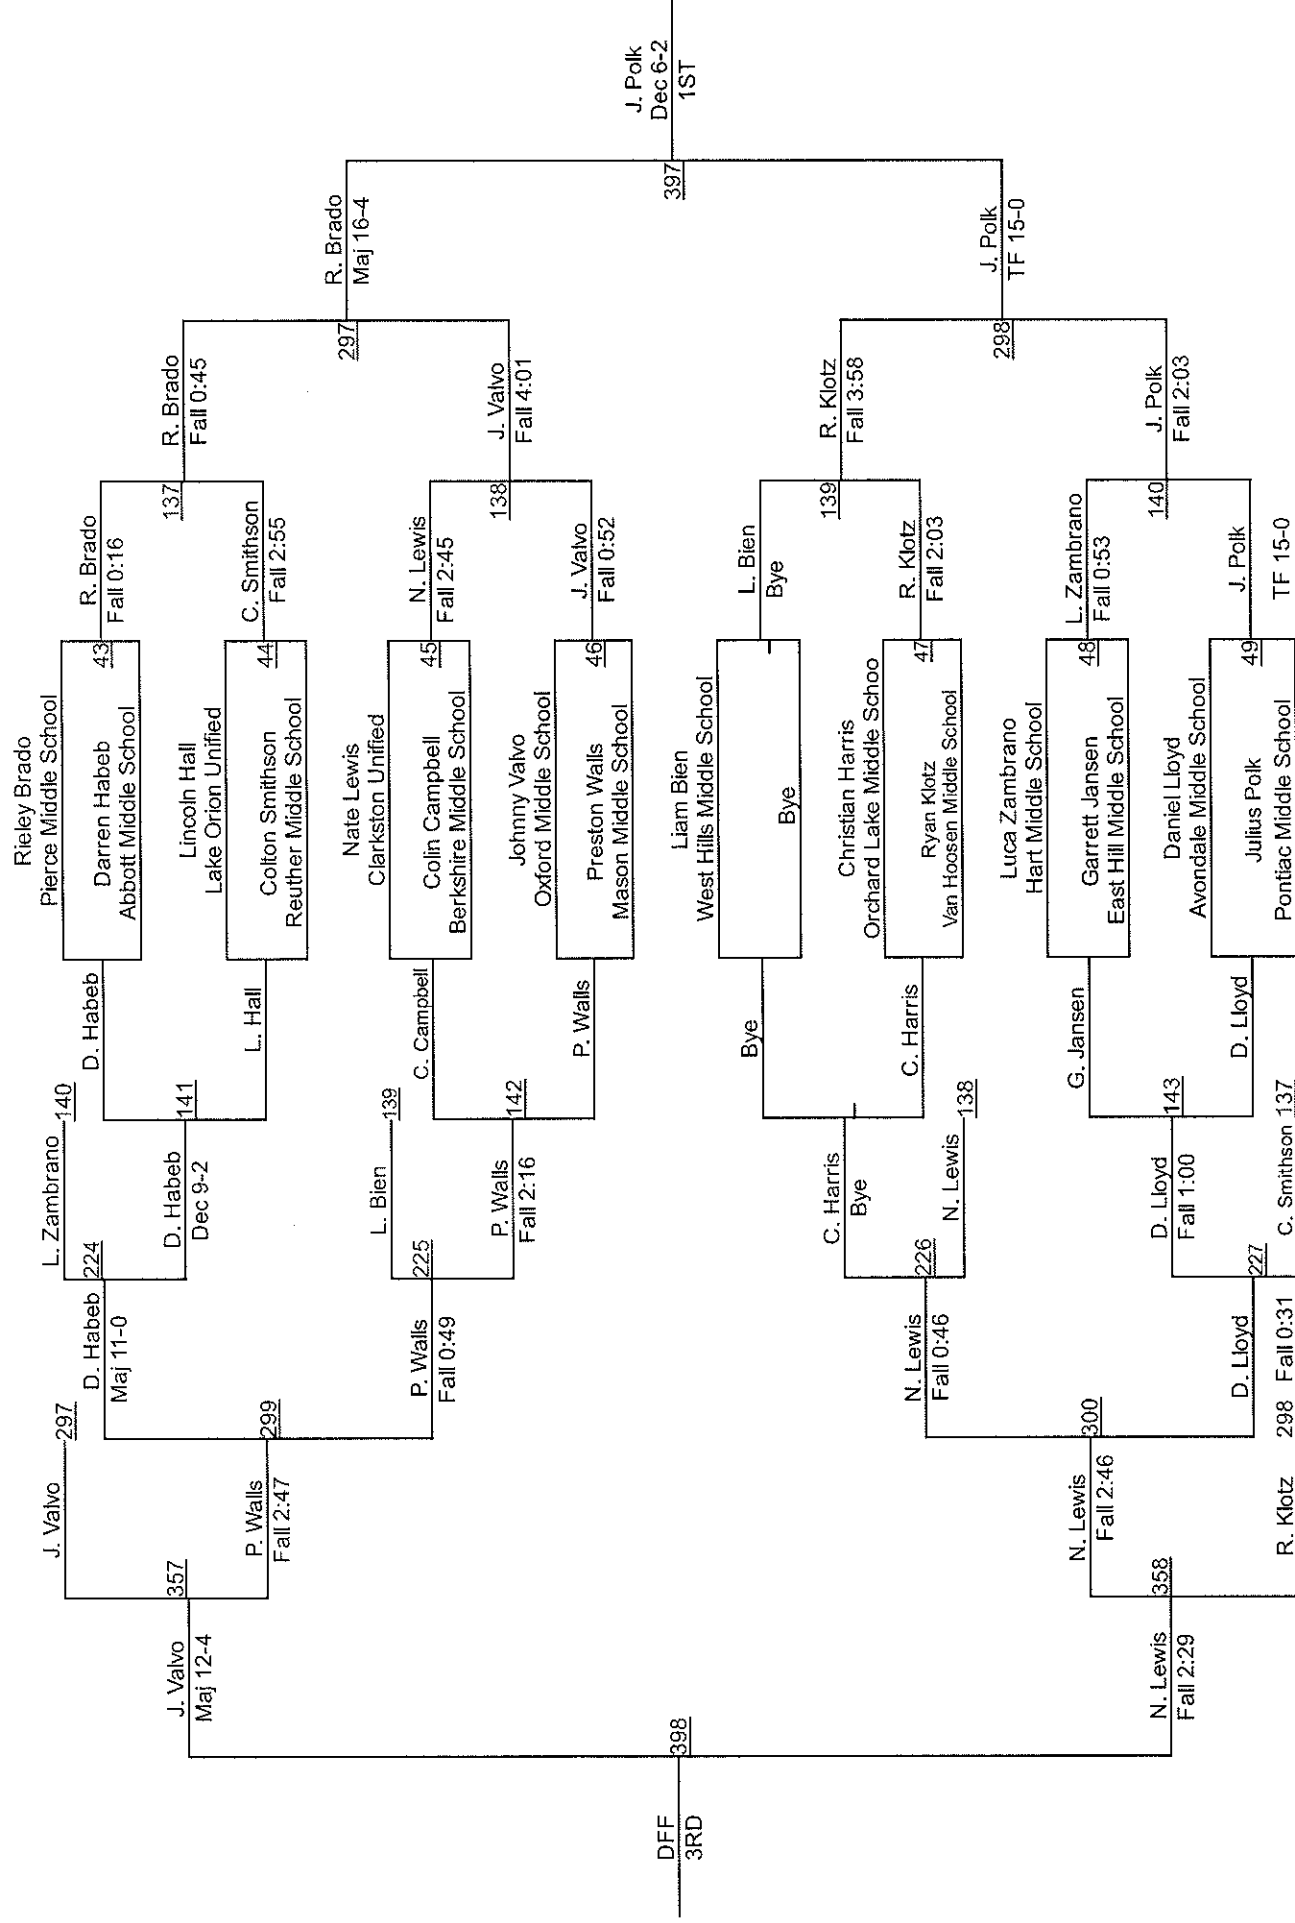 Rieley Brado
Pierce Middle School
43
Darren Habeb
Abbott Middle School
Lincoln Hall
Lake Orion Unified
44
Colton Smithson
Reuther Middle School
Nate Lewis
Clarkston Unified
45
Colin Campbell
Berkshire Middle School
Johnny Valvo
Oxford Middle School
46
Preston Walls
Mason Middle School
Liam Bien
West Hills Middle School
Bye
Christian Harris
Orchard Lake Middle Schoo
47
Ryan Klotz
Van Hoosen Middle School
Luca Zambrano
Hart Middle School
48
Garrett Jansen
East Hill Middle School
Daniel Lloyd
Avondale Middle School
49
Julius Polk
Pontiac Middle School
R. Brado
Fall 0:16
137
C. Smithson
Fall 2:55
N. Lewis
Fall 2:45
138
J. Valvo
Fall 0:52
L. Bien
Bye
139
R. Klotz
Fall 2:03
L. Zambrano
Fall 0:53
140
J. Polk
TF 15-0
R. Brado
Fall 0:45
297
J. Valvo
Fall 4:01
R. Klotz
Fall 3:58
298
J. Polk
Fall 2:03
R. Brado
Maj 16-4
397
J. Polk
TF 15-0
J. Polk
Dec 6-2
1ST
D. Habeb
141
L. Hall
C. Campbell
142
P. Walls
Bye
C. Harris
G. Jansen
143
D. Lloyd
L. Zambrano 140
224
D. Habeb
Dec 9-2
L. Bien 139
225
P. Walls
Fall 2:16
C. Harris
Bye
226
N. Lewis 138
D. Lloyd
Fall 1:00
227
C. Smithson 137
J. Valvo 297
D. Habeb
Maj 11-0
299
P. Walls
Fall 0:49
N. Lewis
Fall 0:46
300
D. Lloyd
Fall 0:31
357
P. Walls
Fall 2:47
N. Lewis
Fall 2:46
358
R. Klotz 298
J. Valvo
Maj 12-4
398
N. Lewis
Fall 2:29
DFF
3RD